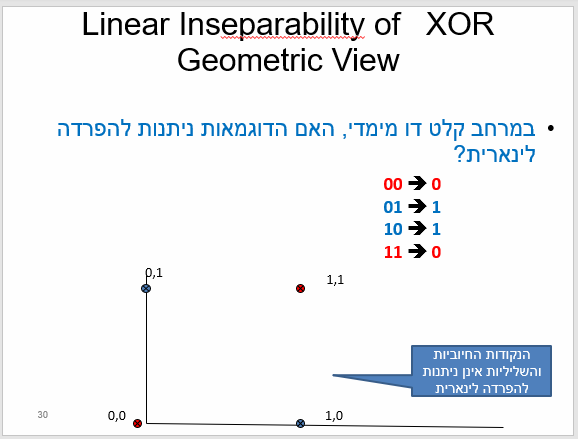 Linear Inseparability of XOR
Geometric View
• במרחב קלט דו מימדי, האם הדוגמאות ניתנות להפרדה
לינארית?
00 🡺 0
01 🡺 1
10 🡺 1
11 🡺 0
0,1
1,1
הנקודות החיוביות
והשליליות אינן ניתנות
להפרדה לינארית
0,0
1,0
30